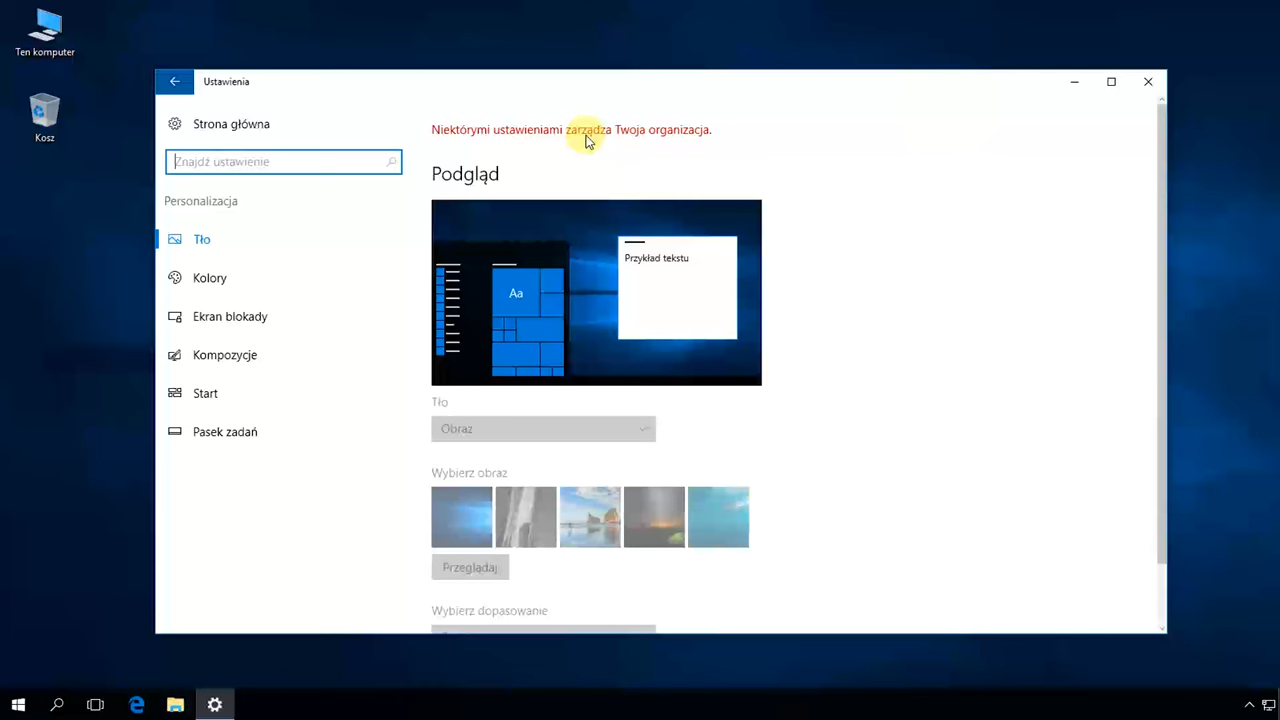 Ten komputer
Kosz
Ustawienia
Strona główna
Znajdź ustawienie
Personalizacja
Tło
Kolory
Ekran blokady
Kompozycje
Start
Pasek zadań
Niektórymi ustawieniami zarządza Twoja organizacja.
Podgląd
Przykład tekstu
Aa
Tło
Obraz
Wybierz obraz
Przeglądaj
Wybierz dopasowanie